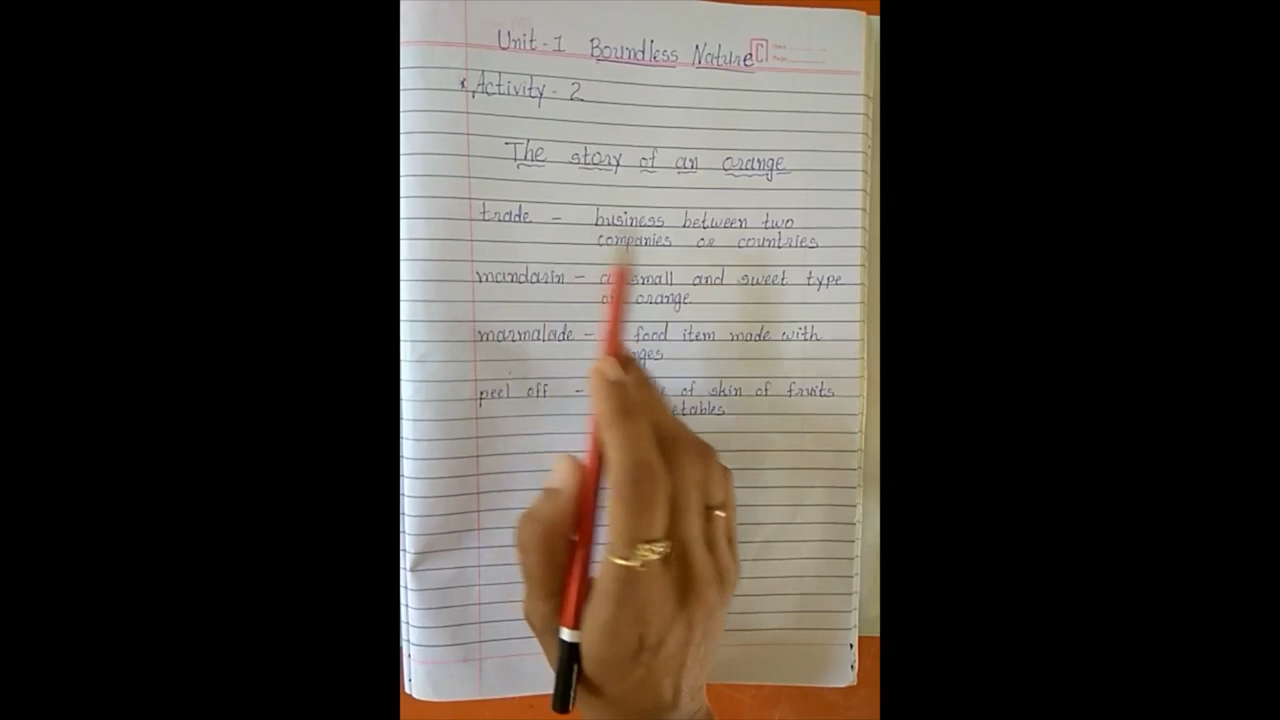 Unit-1 Boundless Nature
* Activity - 2
The story of an orange
trade - business between two
companies or countries
mandarin - a small and sweet type
of orange
marmalade - food item made with
peel off - of skin of fruits